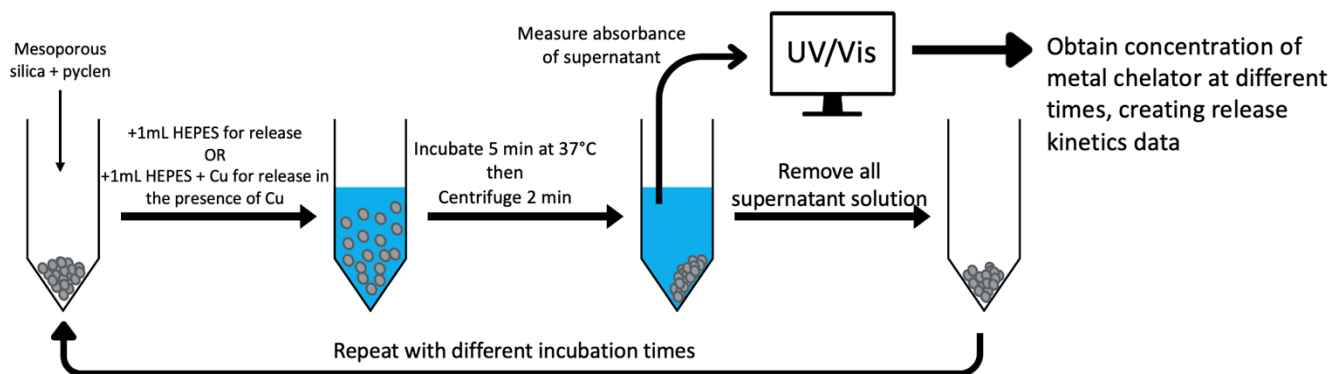 Mesoporous
silica + pyclen
+1mL HEPES for release
OR
+1mL HEPES + Cu for release in
the presence of Cu
Incubate 5 min at 37°C
then
Centrifuge 2 min
Measure absorbance
of supernatant
UV/Vis
Obtain concentration of
metal chelator at different
times, creating release
kinetics data
Remove all
supernatant solution
Repeat with different incubation times